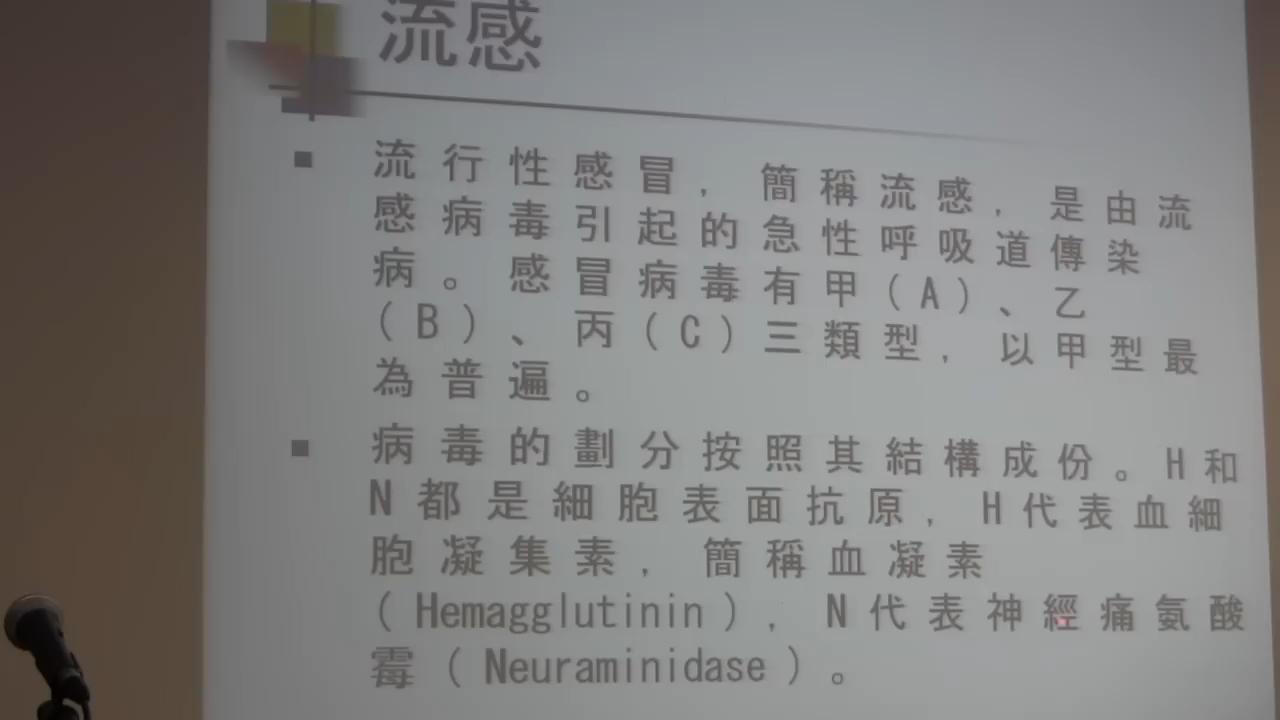 流感
流行性感冒，簡稱流感，是由流
感病毒引起的急性呼吸道傳染
病。感冒病毒有甲(A)、乙
(B)、丙(C)三類型，以甲型最
為普遍。
病毒的劃分按照其結構成份。H和
N都是細胞表面抗原，H代表血細
胞凝集素，簡稱血凝素
(Hemagglutinin)，N代表神經痛氨酸
霉(Neuraminidase)。